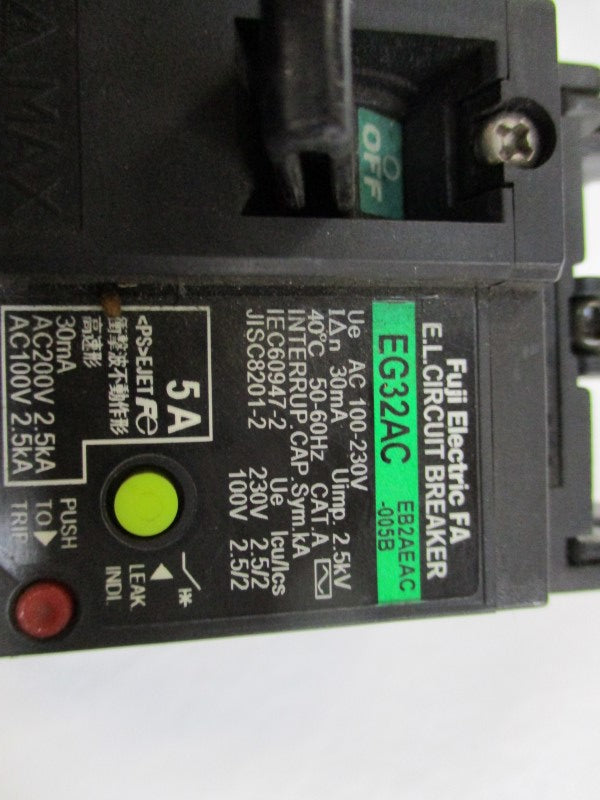 OFF
Fuji Electric FA
E.L.CIRCUIT BREAKER
EG32AC EB2AEAC
-005B
Ue AC 100-230V Uimp. 2.5kV
IΔn 30mA
40°C 50-60Hz CAT.A
INTERRUP.CAP.Sym.kA
IEC60947-2 Ue Icu/Ics
JISC8201-2 230V 2.5/2
100V 2.5/2
5A
<PS>EJET
衝撃波不動作形
高速形
30mA
AC200V 2.5kA
AC100V 2.5kA
LEAK
INDI.
PUSH
TO
TRIP